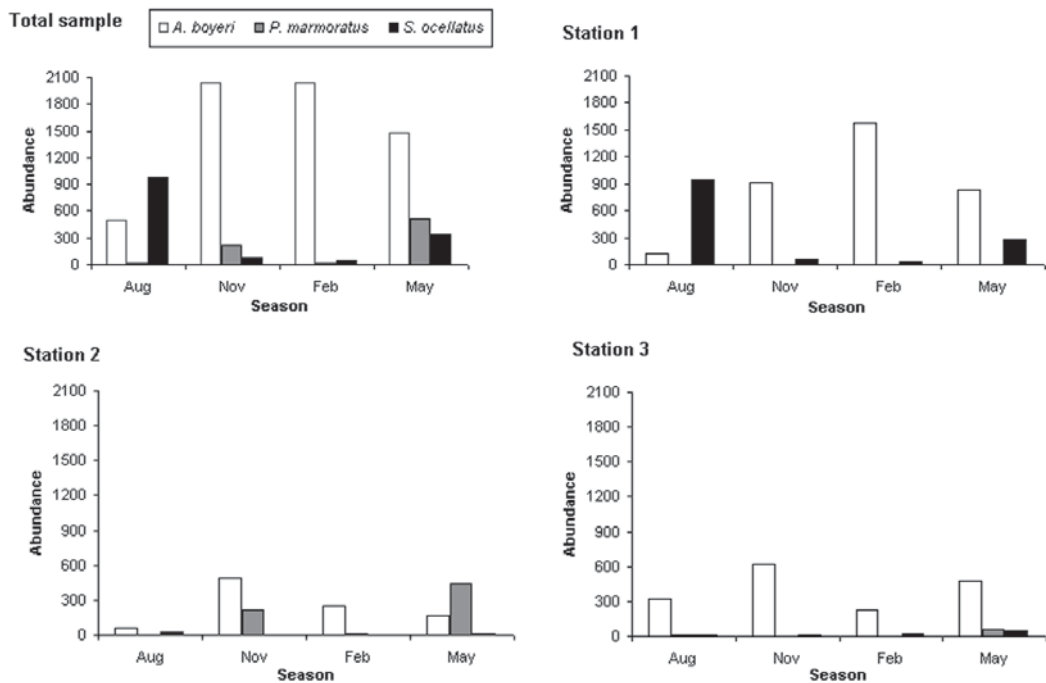 Total sample
A. boyeri P. marmoratus S. ocellatus
2100
1800
1500
1200
900
600
300
0
Abundance
Aug Nov Feb May
Season
Station 1
2100
1800
1500
1200
900
600
300
0
Abundance
Aug Nov Feb May
Season
Station 2
2100
1800
1500
1200
900
600
300
0
Abundance
Aug Nov Feb May
Season
Station 3
2100
1800
1500
1200
900
600
300
0
Abundance
Aug Nov Feb May
Season